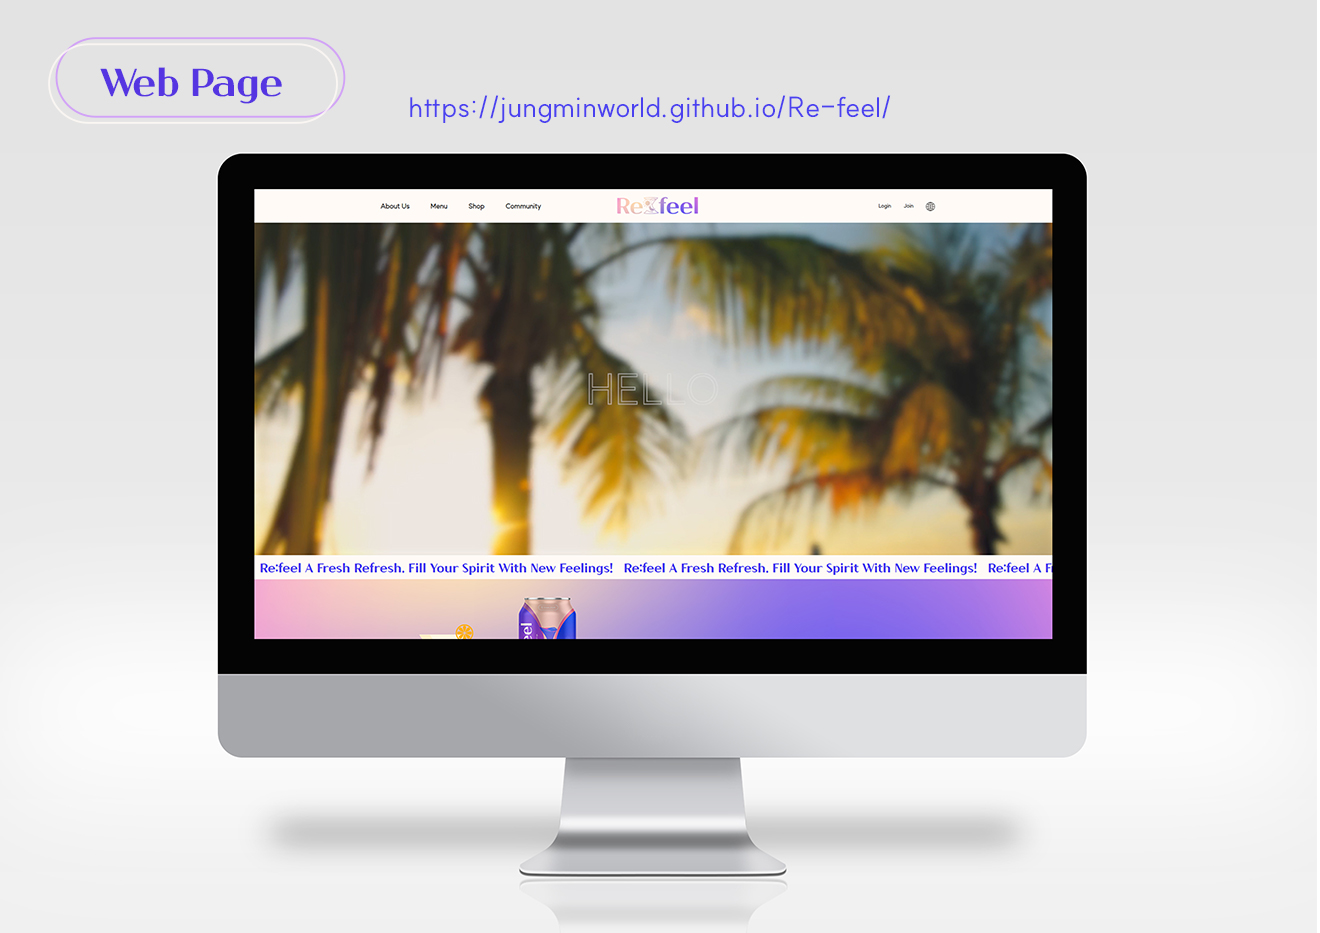 Web Page
https://jungminworld.github.io/Re-feel/
About Us Menu Shop Community Re:feel Login Join
HELLO
Re:feel A Fresh Refresh, Fill Your Spirit With New Feelings! Re:feel A Fresh Refresh, Fill Your Spirit With New Feelings! Re:feel A F
eel